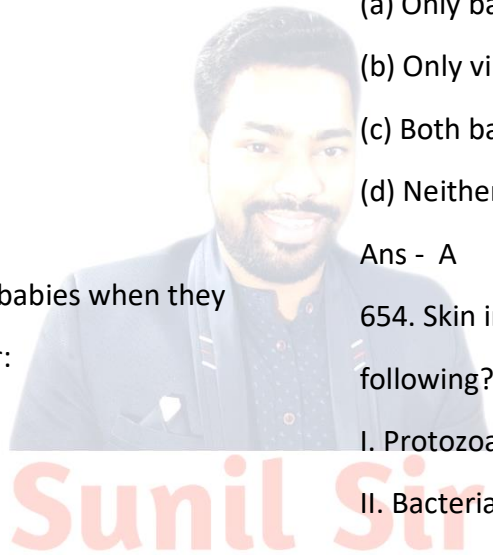 (a) Only ba
(b) Only vi
(c) Both ba
(d) Neither
Ans - A
babies when they
654. Skin i
following?
r:
I. Protozoa
II. Bacteria
Sunil Sir